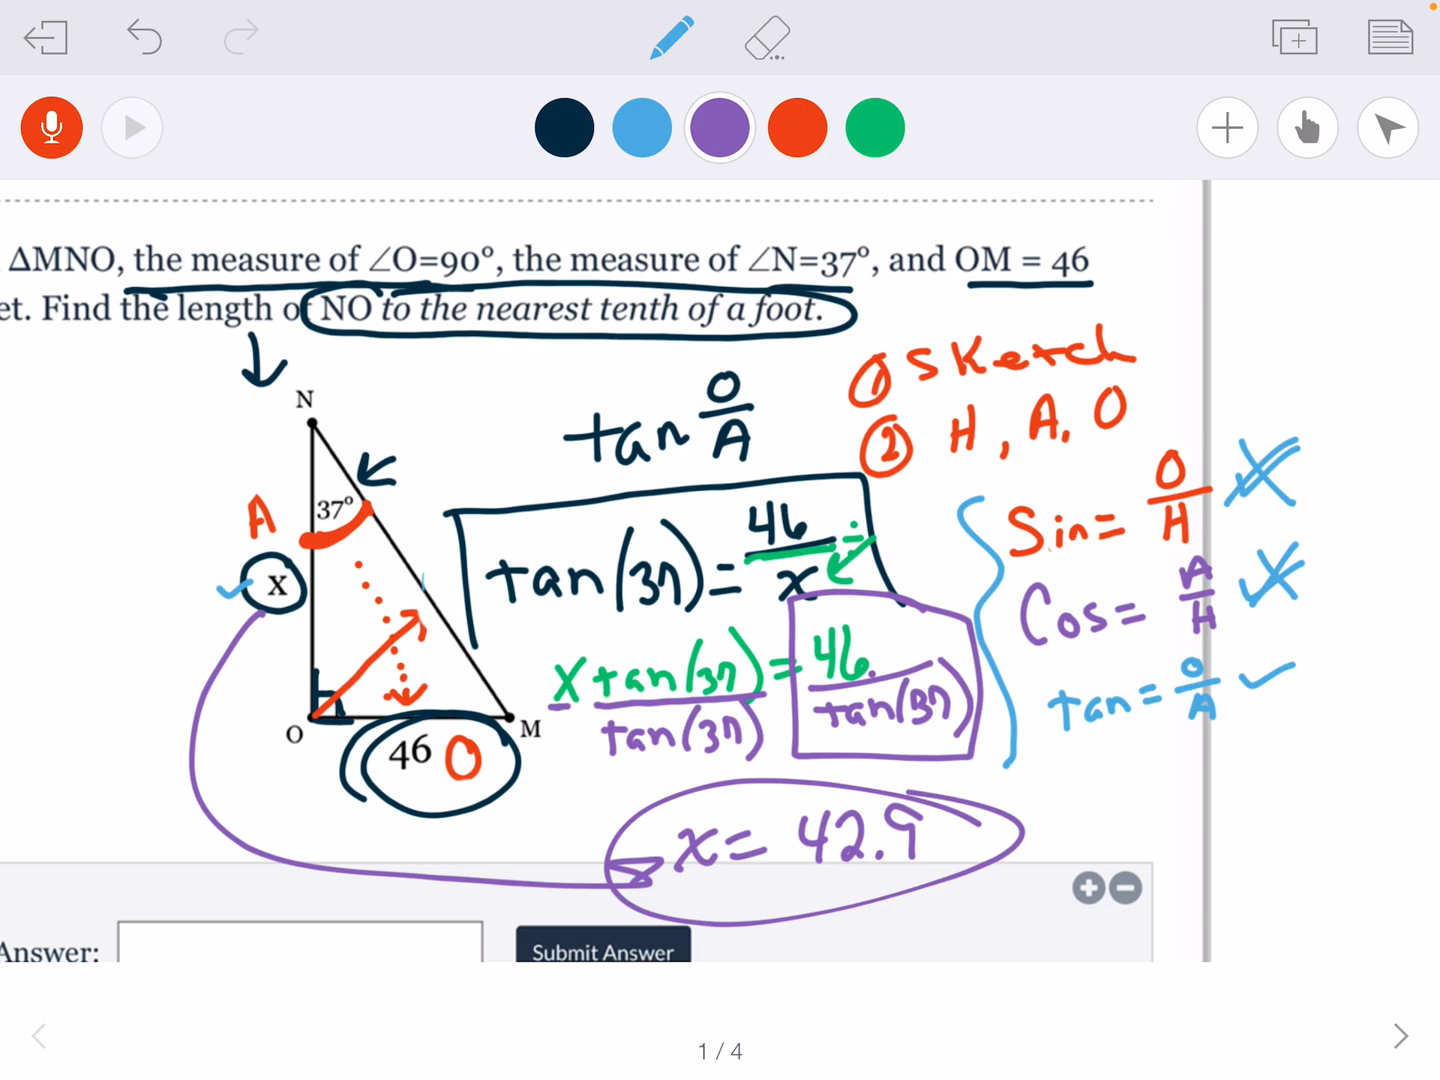 ΔMNO, the measure of ∠O=90°, the measure of ∠N=37°, and OM = 46
et. Find the length of NO to the nearest tenth of a foot.
① Sketch
② H, A, O
N
tan O/A
37°
A
Sin = O/H
tan(37) = 46/x ÷
x
Cos = A/H
x tan(37)/tan(37) = 46./tan(37)
tan = O/A
O
M
46 O
x = 42.9
Answer:
Submit Answer
1 / 4